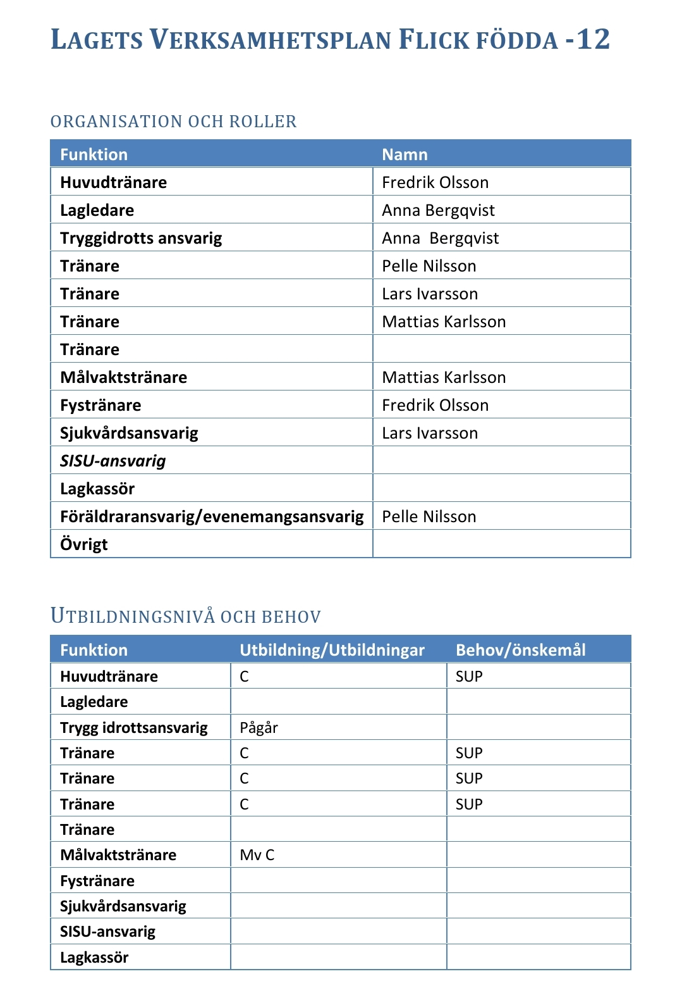 LAGETS VERKSAMHETSPLAN FLICK FÖDDA -12
ORGANISATION OCH ROLLER
Funktion Namn
Huvudtränare Fredrik Olsson
Lagledare Anna Bergqvist
Tryggidrotts ansvarig Anna  Bergqvist
Tränare Pelle Nilsson
Tränare Lars Ivarsson
Tränare Mattias Karlsson
Tränare
Målvaktstränare Mattias Karlsson
Fystränare Fredrik Olsson
Sjukvårdsansvarig Lars Ivarsson
SISU-ansvarig
Lagkassör
Föräldraransvarig/evenemangsansvarig Pelle Nilsson
Övrigt
UTBILDNINGSNIVÅ OCH BEHOV
Funktion Utbildning/Utbildningar Behov/önskemål
Huvudtränare C SUP
Lagledare
Trygg idrottsansvarig Pågår
Tränare C SUP
Tränare C SUP
Tränare C SUP
Tränare
Målvaktstränare Mv C
Fystränare
Sjukvårdsansvarig
SISU-ansvarig
Lagkassör